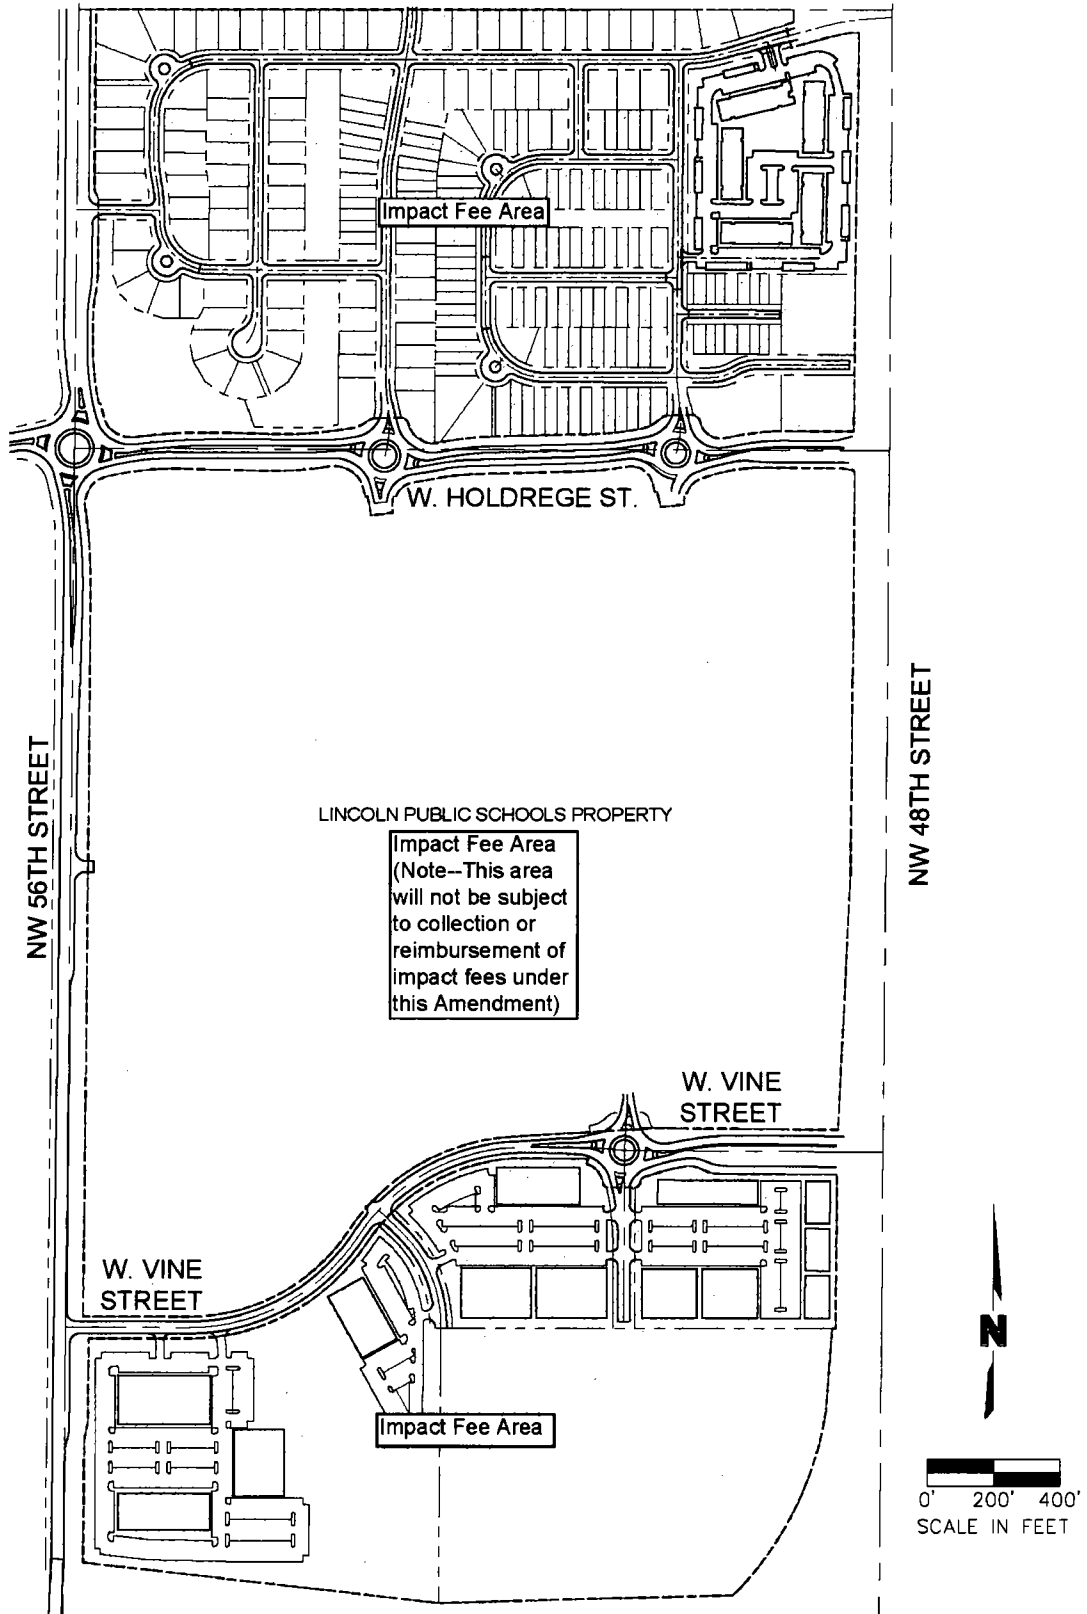 Impact Fee Area
W. HOLDREGE ST.
NW 48TH STREET
NW 56TH STREET
LINCOLN PUBLIC SCHOOLS PROPERTY
Impact Fee Area
(Note--This area
will not be subject
to collection or
reimbursement of
impact fees under
this Amendment)
W. VINE
STREET
W. VINE
STREET
N
Impact Fee Area
0' 200' 400'
SCALE IN FEET